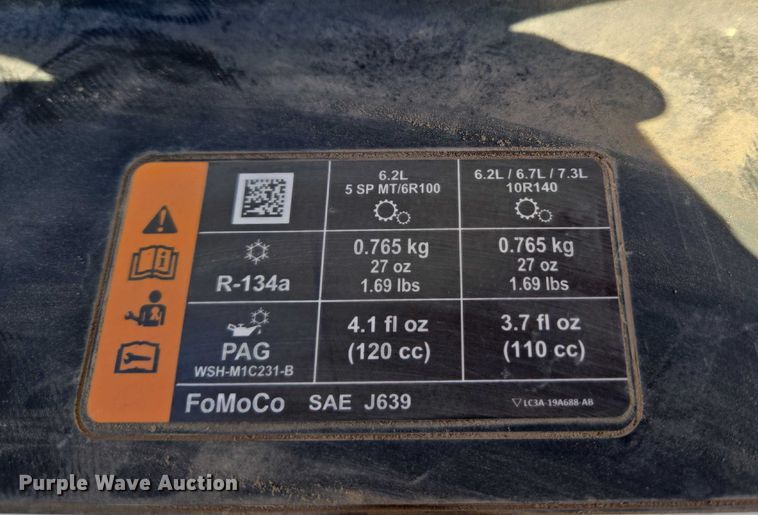 6.2L
5 SP MT/6R100
6.2L / 6.7L / 7.3L
10R140
R-134a
0.765 kg
27 oz
1.69 lbs
0.765 kg
27 oz
1.69 lbs
PAG
WSH-M1C231-B
4.1 fl oz
(120 cc)
3.7 fl oz
(110 cc)
FoMoCo SAE J639
LC3A-19A688-AB
Purple Wave Auction